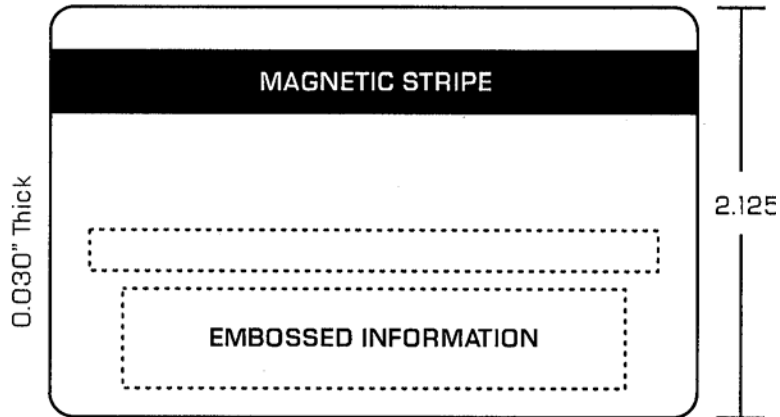 MAGNETIC STRIPE
2.125
0.030" Thick
EMBOSSED INFORMATION